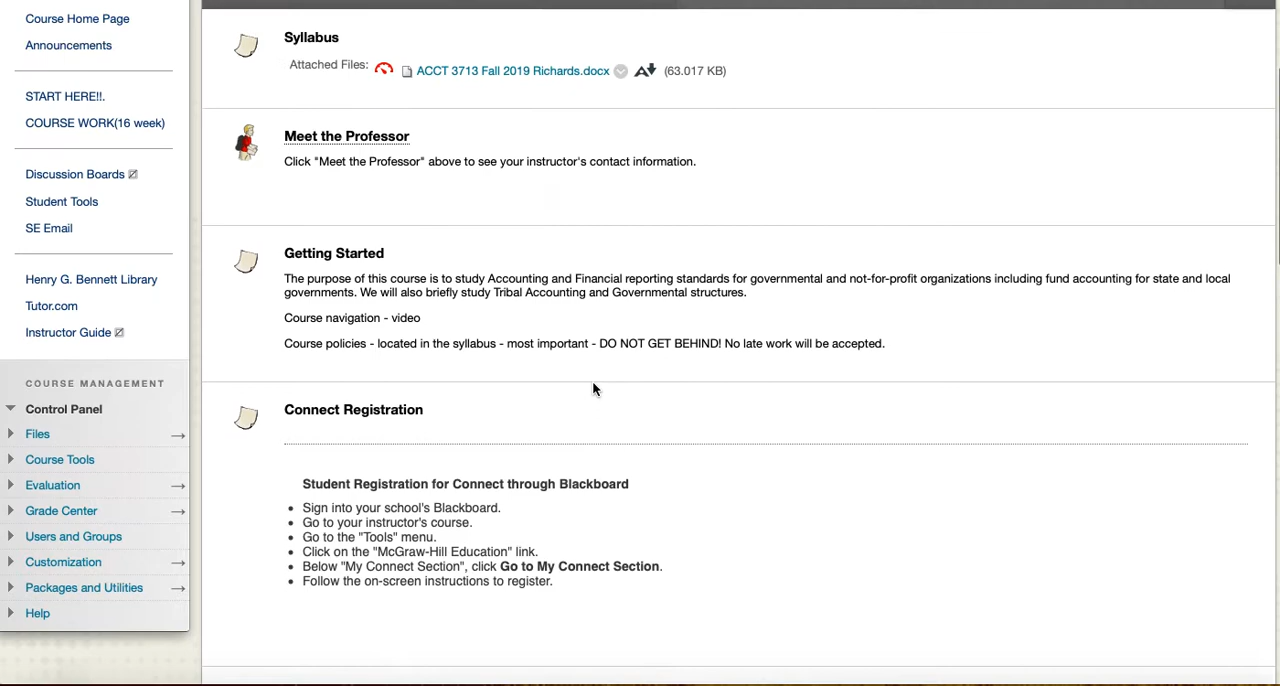 Course Home Page
Announcements
START HERE!!.
COURSE WORK(16 week)
Discussion Boards
Student Tools
SE Email
Henry G. Bennett Library
Tutor.com
Instructor Guide
COURSE MANAGEMENT
Control Panel
Files
Course Tools
Evaluation
Grade Center
Users and Groups
Customization
Packages and Utilities
Help
Syllabus
Attached Files: ACCT 3713 Fall 2019 Richards.docx (63.017 KB)
Meet the Professor
Click "Meet the Professor" above to see your instructor's contact information.
Getting Started
The purpose of this course is to study Accounting and Financial reporting standards for governmental and not-for-profit organizations including fund accounting for state and local
governments. We will also briefly study Tribal Accounting and Governmental structures.
Course navigation - video
Course policies - located in the syllabus - most important - DO NOT GET BEHIND! No late work will be accepted.
Connect Registration
Student Registration for Connect through Blackboard
• Sign into your school's Blackboard.
• Go to your instructor's course.
• Go to the "Tools" menu.
• Click on the "McGraw-Hill Education" link.
• Below "My Connect Section", click Go to My Connect Section.
• Follow the on-screen instructions to register.